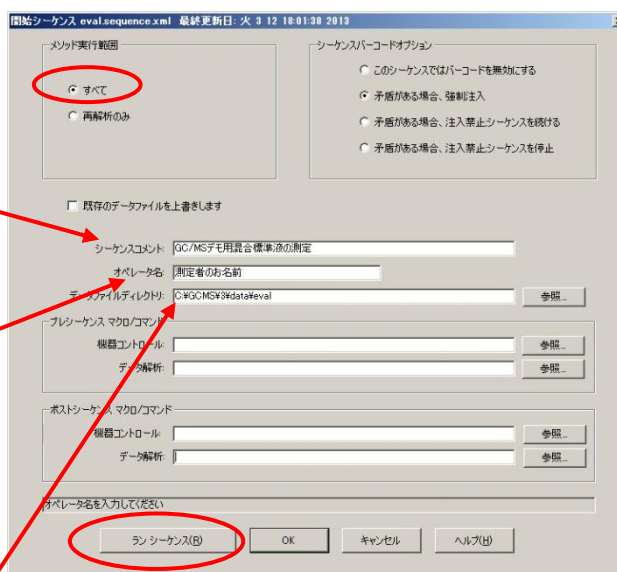 開始シーケンス eval.sequence.xml 最終更新日: 火 3 12 18:01:38 2013
メソッド実行範囲
すべて
再解析のみ
シーケンスバーコードオプション
このシーケンスではバーコードを無効にする
矛盾がある場合、強制注入
矛盾がある場合、注入禁止シーケンスを続ける
矛盾がある場合、注入禁止シーケンスを停止
既存のデータファイルを上書きします
シーケンスコメント: GC/MSデモ用混合標準液の測定
オペレータ名: 測定者のお名前
データファイルディレクトリ: C:¥GCMS¥3¥data¥eval 参照...
プレシーケンス マクロ/コマンド
機器コントロール: 参照...
データ解析: 参照...
ポストシーケンス マクロ/コマンド
機器コントロール: 参照...
データ解析: 参照...
オペレータ名を入力してください
ラン シーケンス(R) OK キャンセル ヘルプ(H)